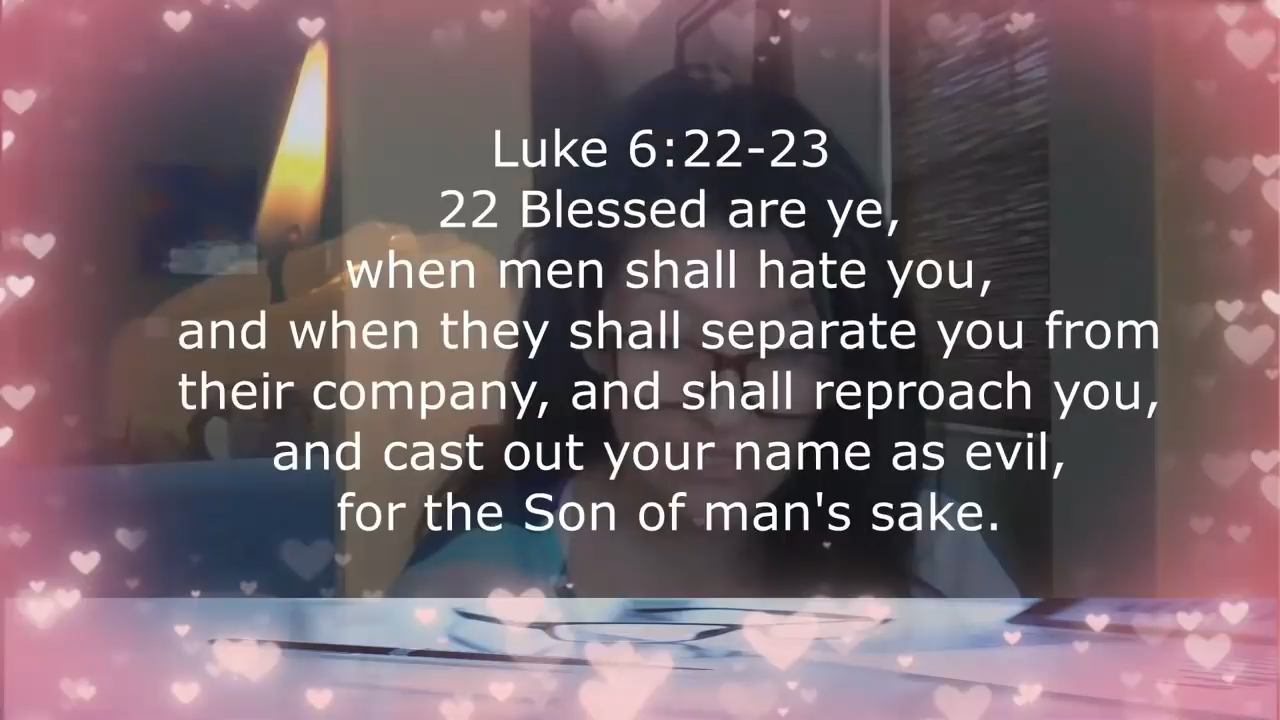 Luke 6:22-23
22 Blessed are ye,
when men shall hate you,
and when they shall separate you from
their company, and shall reproach you,
and cast out your name as evil,
for the Son of man's sake.